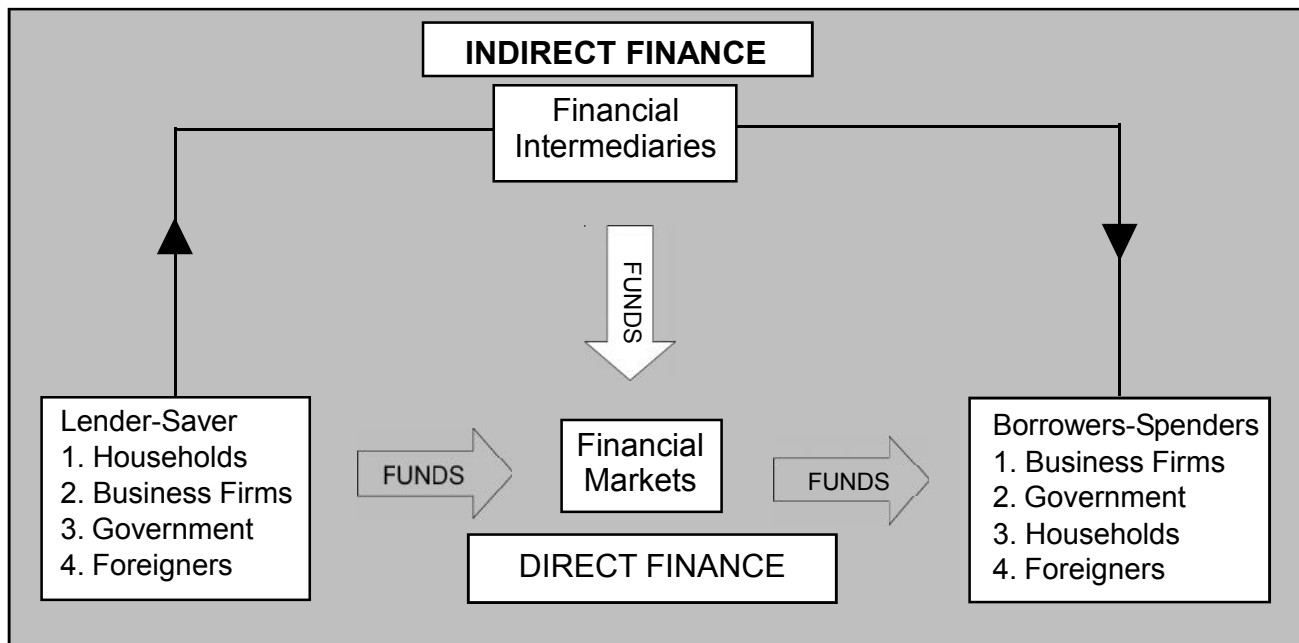 INDIRECT FINANCE
Financial
Intermediaries
FUNDS
Lender-Saver
1. Households
2. Business Firms
3. Government
4. Foreigners
FUNDS
Financial
Markets
FUNDS
DIRECT FINANCE
Borrowers-Spenders
1. Business Firms
2. Government
3. Households
4. Foreigners